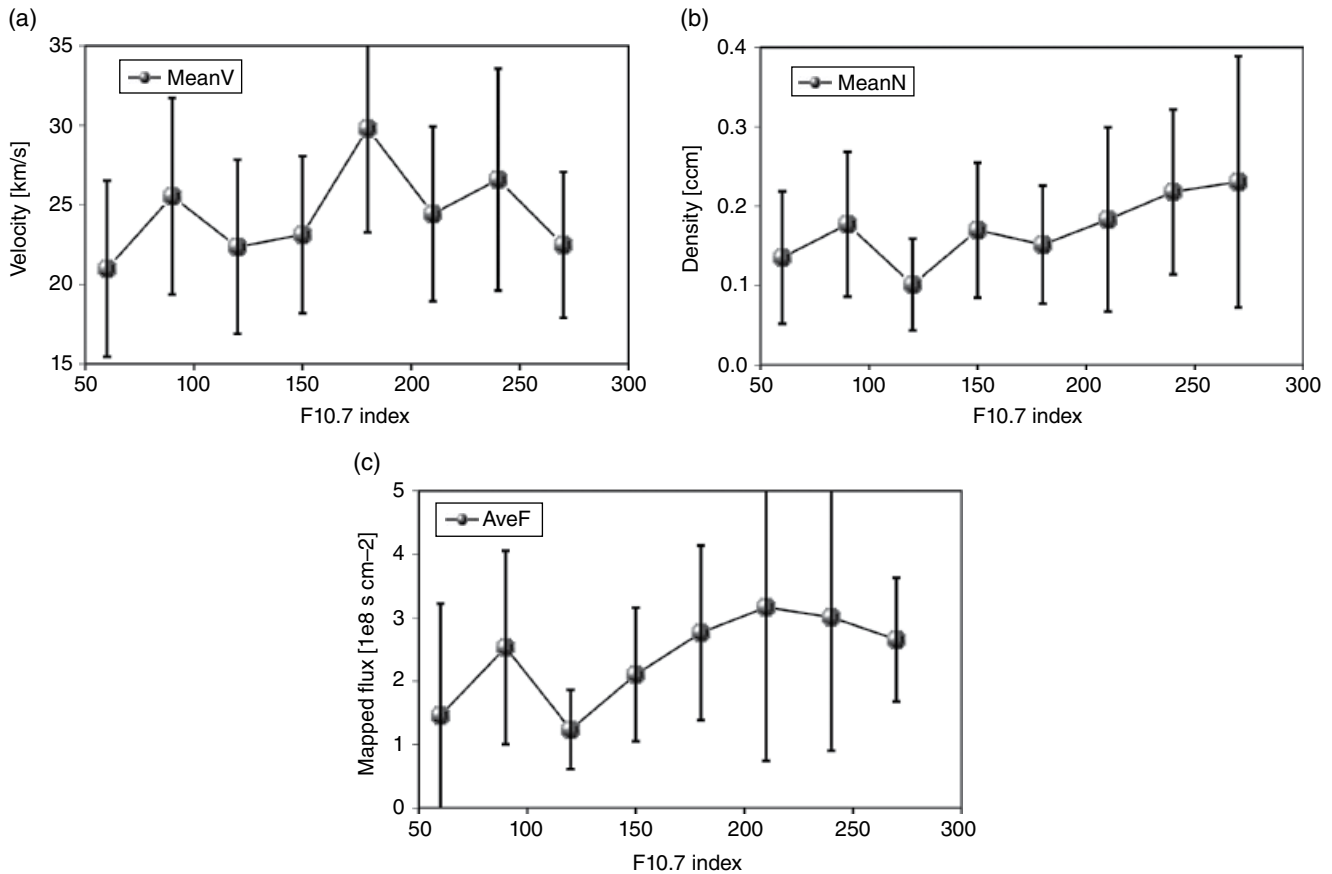 (a)
35
30
25
20
15
Velocity [km/s]
MeanV
50 100 150 200 250 300
F10.7 index
(b)
0.4
0.3
0.2
0.1
0.0
Density [ccm]
MeanN
50 100 150 200 250 300
F10.7 index
(c)
5
4
3
2
1
0
Mapped flux [1e8 s cm–2]
AveF
50 100 150 200 250 300
F10.7 index